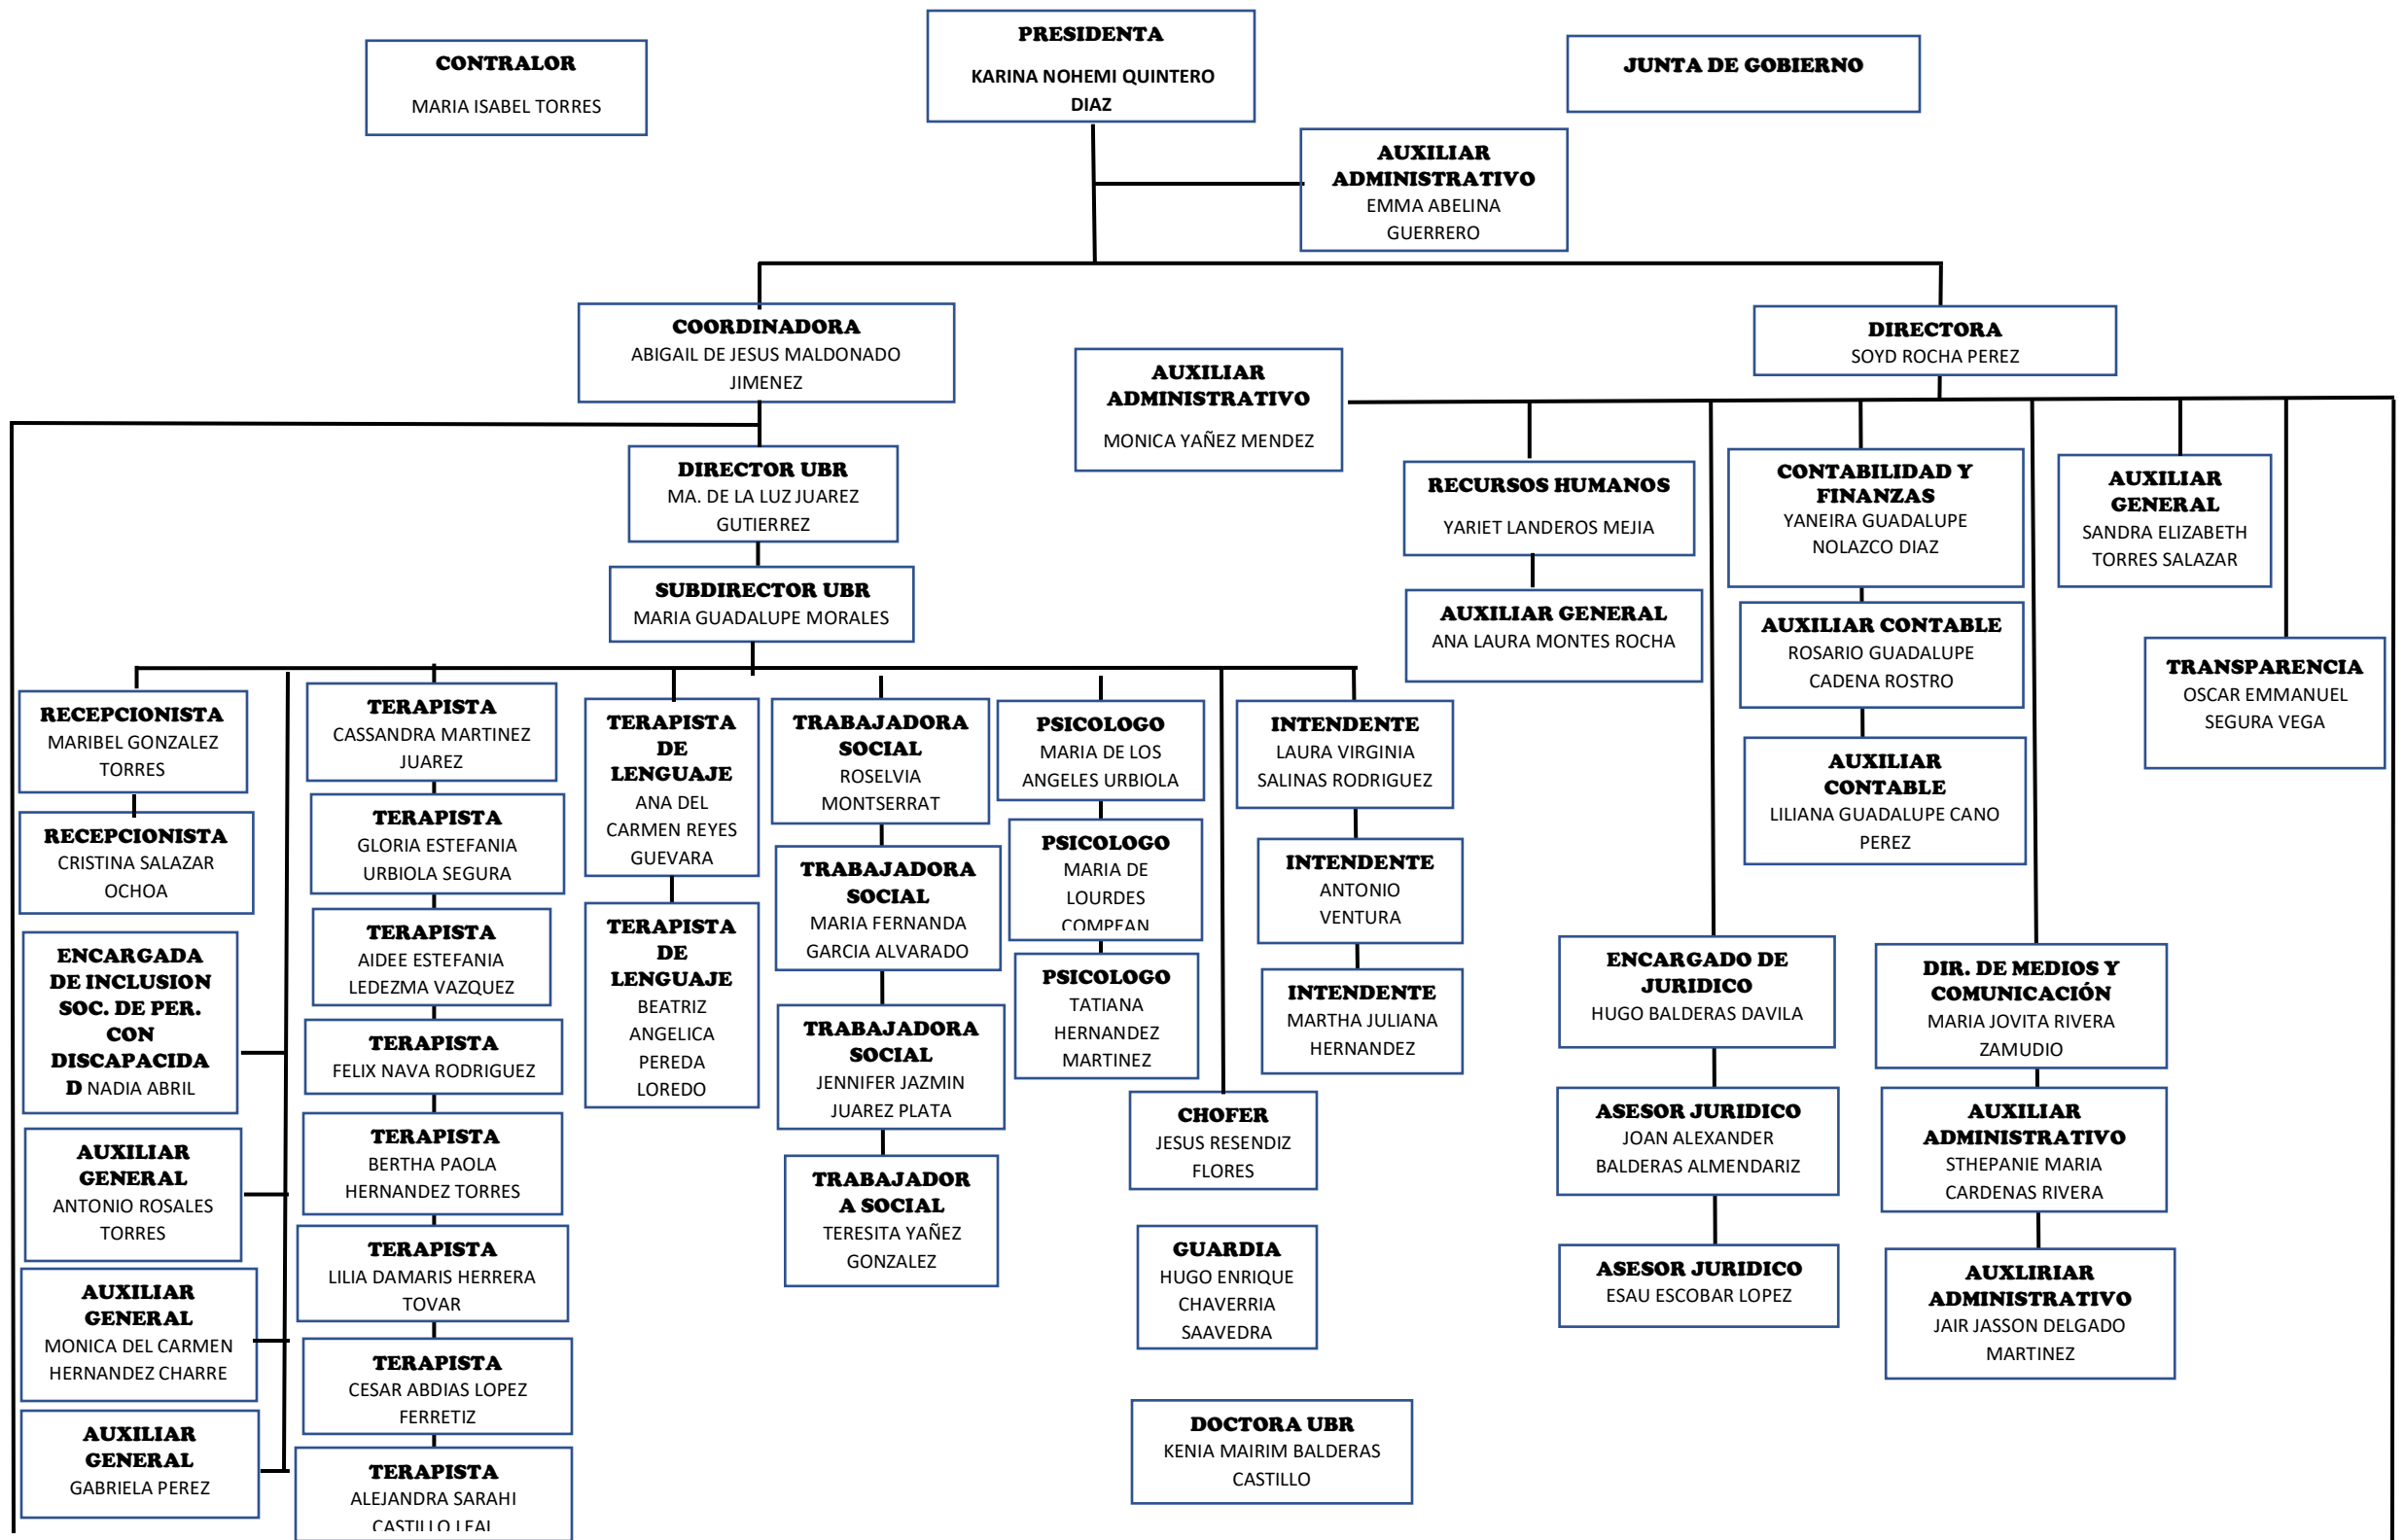 CONTRALOR
MARIA ISABEL TORRES
PRESIDENTA
KARINA NOHEMI QUINTERO
DIAZ
JUNTA DE GOBIERNO
AUXILIAR
ADMINISTRATIVO
EMMA ABELINA
GUERRERO
COORDINADORA
ABIGAIL DE JESUS MALDONADO
JIMENEZ
DIRECTORA
SOYD ROCHA PEREZ
AUXILIAR
ADMINISTRATIVO
MONICA YAÑEZ MENDEZ
DIRECTOR UBR
MA. DE LA LUZ JUAREZ
GUTIERREZ
SUBDIRECTOR UBR
MARIA GUADALUPE MORALES
RECURSOS HUMANOS
YARIET LANDEROS MEJIA
AUXILIAR GENERAL
ANA LAURA MONTES ROCHA
CONTABILIDAD Y
FINANZAS
YANEIRA GUADALUPE
NOLAZCO DIAZ
AUXILIAR CONTABLE
ROSARIO GUADALUPE
CADENA ROSTRO
AUXILIAR
CONTABLE
LILIANA GUADALUPE CANO
PEREZ
AUXILIAR
GENERAL
SANDRA ELIZABETH
TORRES SALAZAR
TRANSPARENCIA
OSCAR EMMANUEL
SEGURA VEGA
RECEPCIONISTA
MARIBEL GONZALEZ
TORRES
RECEPCIONISTA
CRISTINA SALAZAR
OCHOA
ENCARGADA
DE INCLUSION
SOC. DE PER.
CON
DISCAPACIDA
D NADIA ABRIL
AUXILIAR
GENERAL
ANTONIO ROSALES
TORRES
AUXILIAR
GENERAL
MONICA DEL CARMEN
HERNANDEZ CHARRE
AUXILIAR
GENERAL
GABRIELA PEREZ
TERAPISTA
CASSANDRA MARTINEZ
JUAREZ
TERAPISTA
GLORIA ESTEFANIA
URBIOLA SEGURA
TERAPISTA
AIDEE ESTEFANIA
LEDEZMA VAZQUEZ
TERAPISTA
FELIX NAVA RODRIGUEZ
TERAPISTA
BERTHA PAOLA
HERNANDEZ TORRES
TERAPISTA
LILIA DAMARIS HERRERA
TOVAR
TERAPISTA
CESAR ABDIAS LOPEZ
FERRETIZ
TERAPISTA
ALEJANDRA SARAHI
CASTILLO LEAL
TERAPISTA
DE
LENGUAJE
ANA DEL
CARMEN REYES
GUEVARA
TERAPISTA
DE
LENGUAJE
BEATRIZ
ANGELICA
PEREDA
LOREDO
TRABAJADORA
SOCIAL
ROSELVIA
MONTSERRAT
TRABAJADORA
SOCIAL
MARIA FERNANDA
GARCIA ALVARADO
TRABAJADORA
SOCIAL
JENNIFER JAZMIN
JUAREZ PLATA
TRABAJADOR
A SOCIAL
TERESITA YAÑEZ
GONZALEZ
PSICOLOGO
MARIA DE LOS
ANGELES URBIOLA
PSICOLOGO
MARIA DE
LOURDES
COMPEAN
PSICOLOGO
TATIANA
HERNANDEZ
MARTINEZ
INTENDENTE
LAURA VIRGINIA
SALINAS RODRIGUEZ
INTENDENTE
ANTONIO
VENTURA
INTENDENTE
MARTHA JULIANA
HERNANDEZ
CHOFER
JESUS RESENDIZ
FLORES
GUARDIA
HUGO ENRIQUE
CHAVERRIA
SAAVEDRA
DOCTORA UBR
KENIA MAIRIM BALDERAS
CASTILLO
ENCARGADO DE
JURIDICO
HUGO BALDERAS DAVILA
ASESOR JURIDICO
JOAN ALEXANDER
BALDERAS ALMENDARIZ
ASESOR JURIDICO
ESAU ESCOBAR LOPEZ
DIR. DE MEDIOS Y
COMUNICACIÓN
MARIA JOVITA RIVERA
ZAMUDIO
AUXILIAR
ADMINISTRATIVO
STHEPANIE MARIA
CARDENAS RIVERA
AUXLIRIAR
ADMINISTRATIVO
JAIR JASSON DELGADO
MARTINEZ